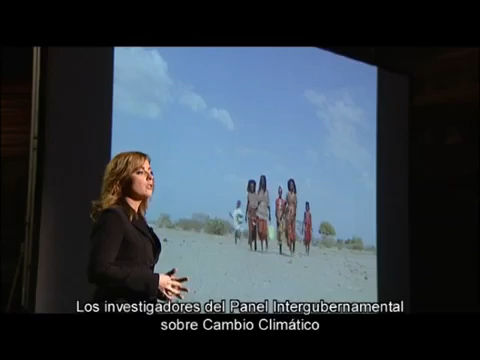 Los investigadores del Panel Intergubernamental
sobre Cambio Climático